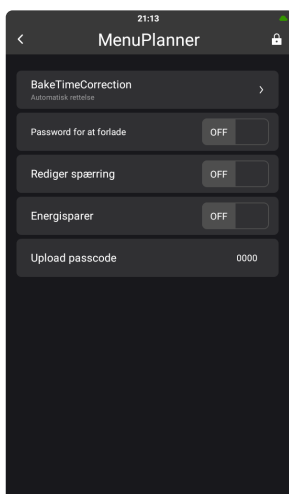 21:13
MenuPlanner
BakeTimeCorrection
Automatisk rettelse
Password for at forlade OFF
Rediger spærring OFF
Energisparer OFF
Upload passcode 0000